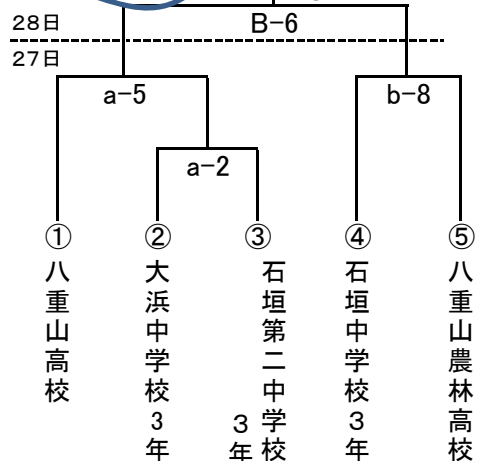 28日
B-6
27日
a-5
b-8
a-2
①
②
③
④
⑤
八重山高校
大浜中学校3年
石垣第二中学校
3年
石垣中学校3年
八重山農林高校